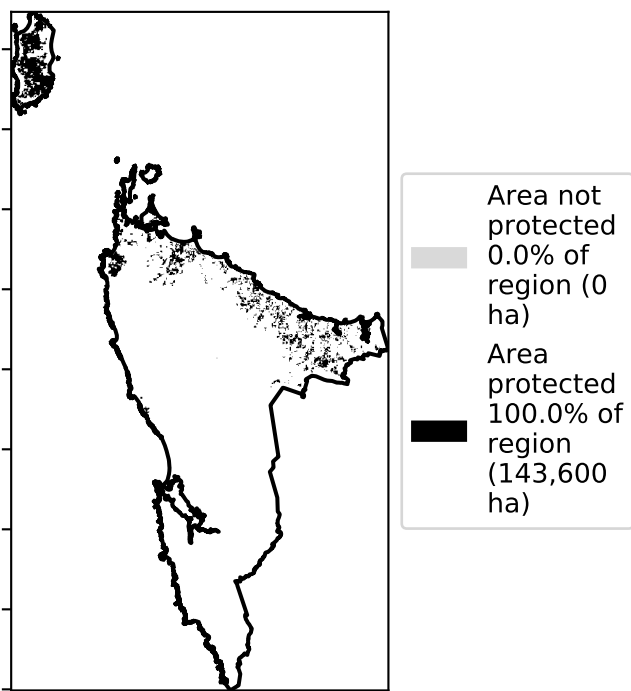 Area not
protected
0.0% of
region (0
ha)
Area
protected
100.0% of
region
(143,600
ha)